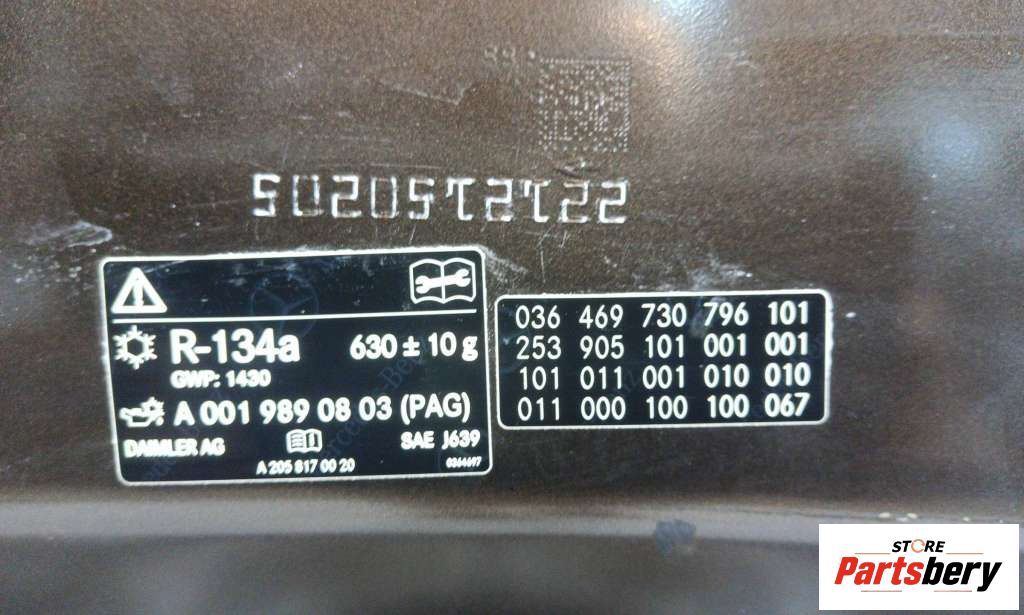 R-134a 630 ± 10 g
GWP: 1430
A 001 989 08 03 (PAG)
DAIMLER AG SAE J639
A 205 817 00 20 0364697
036 469 730 796 101
253 905 101 001 001
101 011 001 010 010
011 000 100 100 067
STORE
Partsbery